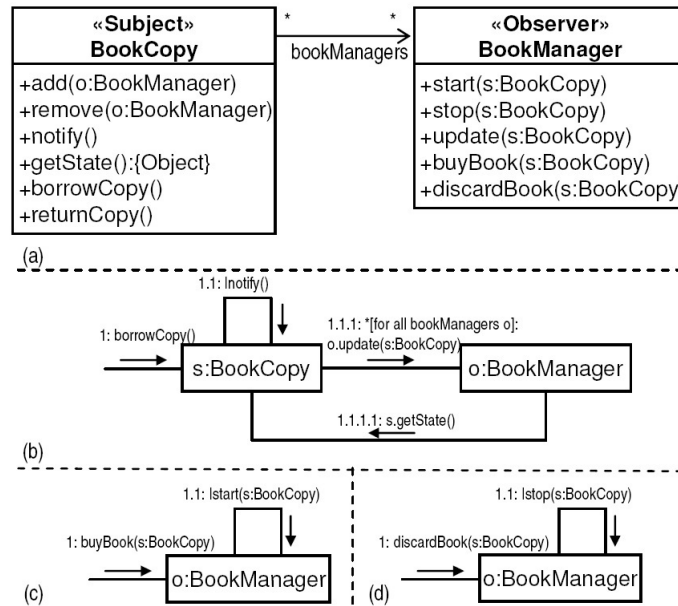 «Subject»
BookCopy
+add(o:BookManager)
+remove(o:BookManager)
+notify()
+getState():{Object}
+borrowCopy()
+returnCopy()
*
*
bookManagers
«Observer»
BookManager
+start(s:BookCopy)
+stop(s:BookCopy)
+update(s:BookCopy)
+buyBook(s:BookCopy)
+discardBook(s:BookCopy
(a)
1.1: lnotify()
1: borrowCopy()
1.1.1: *[for all bookManagers o]:
o.update(s:BookCopy)
s:BookCopy
o:BookManager
1.1.1.1: s.getState()
(b)
1.1: lstart(s:BookCopy)
1: buyBook(s:BookCopy)
o:BookManager
(c)
1.1: lstop(s:BookCopy)
1: discardBook(s:BookCopy)
o:BookManager
(d)